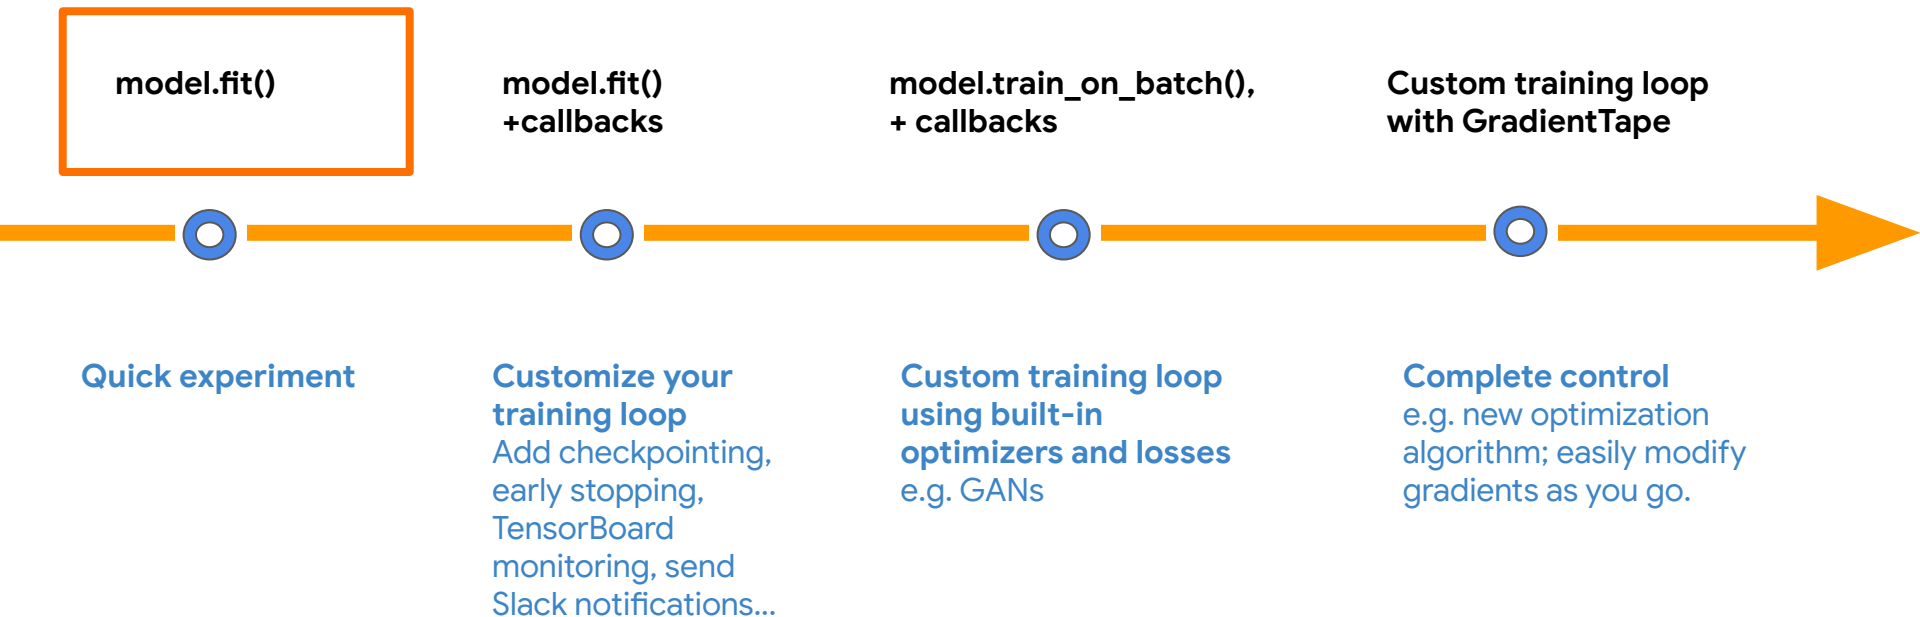 model.fit()
model.fit()
+callbacks
model.train_on_batch(),
+ callbacks
Custom training loop
with GradientTape
Quick experiment
Customize your
training loop
Add checkpointing,
early stopping,
TensorBoard
monitoring, send
Slack notifications...
Custom training loop
using built-in
optimizers and losses
e.g. GANs
Complete control
e.g. new optimization
algorithm; easily modify
gradients as you go.